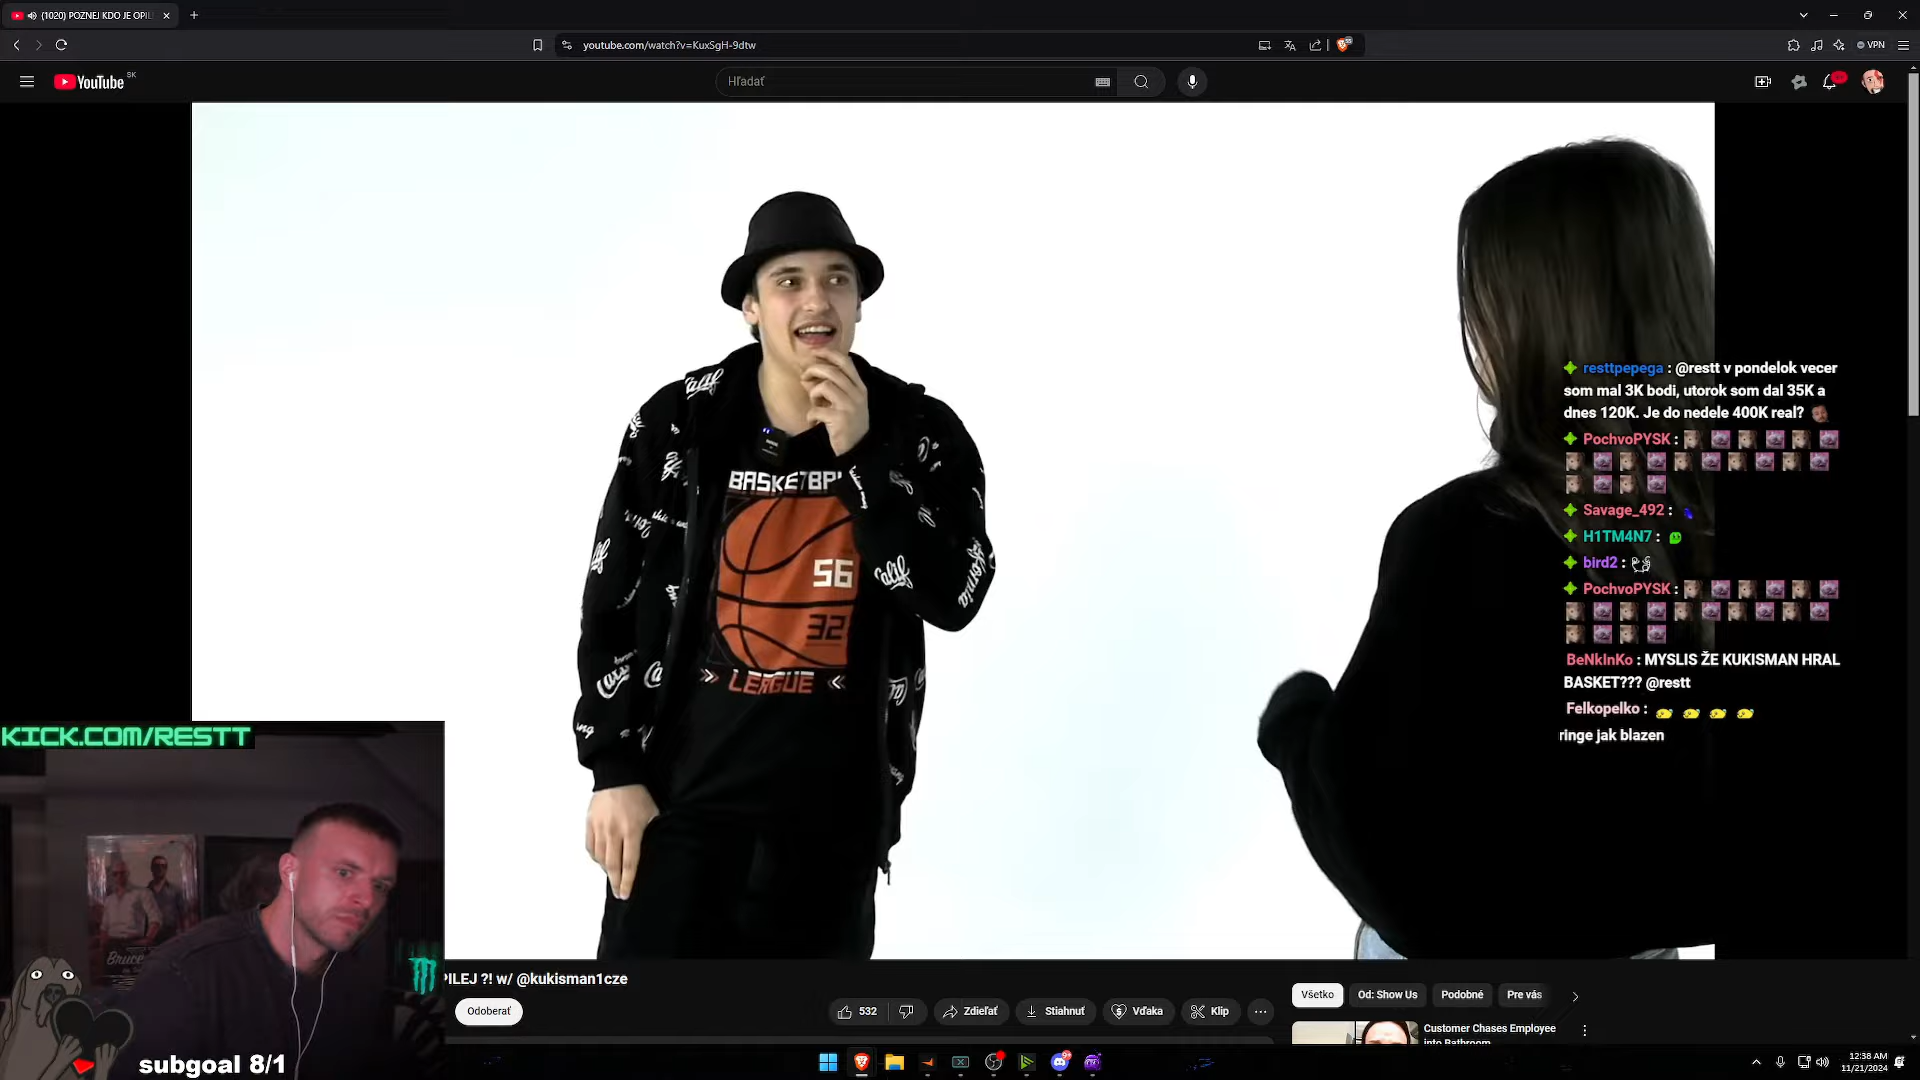 (1020) POZNEJ KDO JE OPIL
youtube.com/watch?v=KuxSgH-9dtw
VPN
YouTube SK
Hľadať
Calif
BASKETBA
56
32
LEAGUE
resttpepega : @restt v pondelok vecer
som mal 3K bodi, utorok som dal 35K a
dnes 120K. Je do nedele 400K real?
PochvoPYSK :
Savage_492 :
H1TM4N7 :
bird2 :
PochvoPYSK :
BeNkInKo : MYSLIS ŽE KUKISMAN HRAL
BASKET??? @restt
Felkopelko :
ringe jak blazen
KICK.COM/RESTT
Bruce
subgoal 8/1
PILEJ ?! w/ @kukisman1cze
Odoberať
532
Zdieľať
Stiahnuť
Vďaka
Klip
Všetko
Od: Show Us
Podobné
Pre vás
Customer Chases Employee
into Bathroom
12:38 AM
11/21/2024